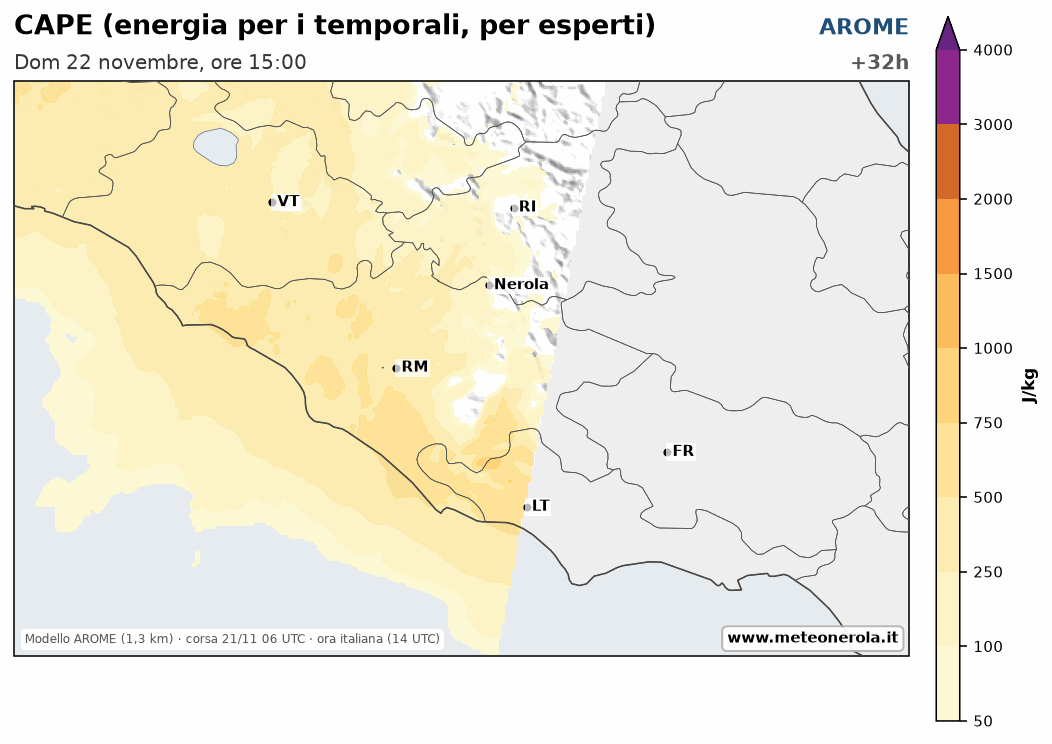 CAPE (energia per i temporali, per esperti)
AROME
Dom 22 novembre, ore 15:00
+32h
4000
3000
2000
1500
1000
750
500
250
100
50
J/kg
VT
RI
Nerola
RM
FR
LT
Modello AROME (1,3 km) · corsa 21/11 06 UTC · ora italiana (14 UTC)
www.meteonerola.it